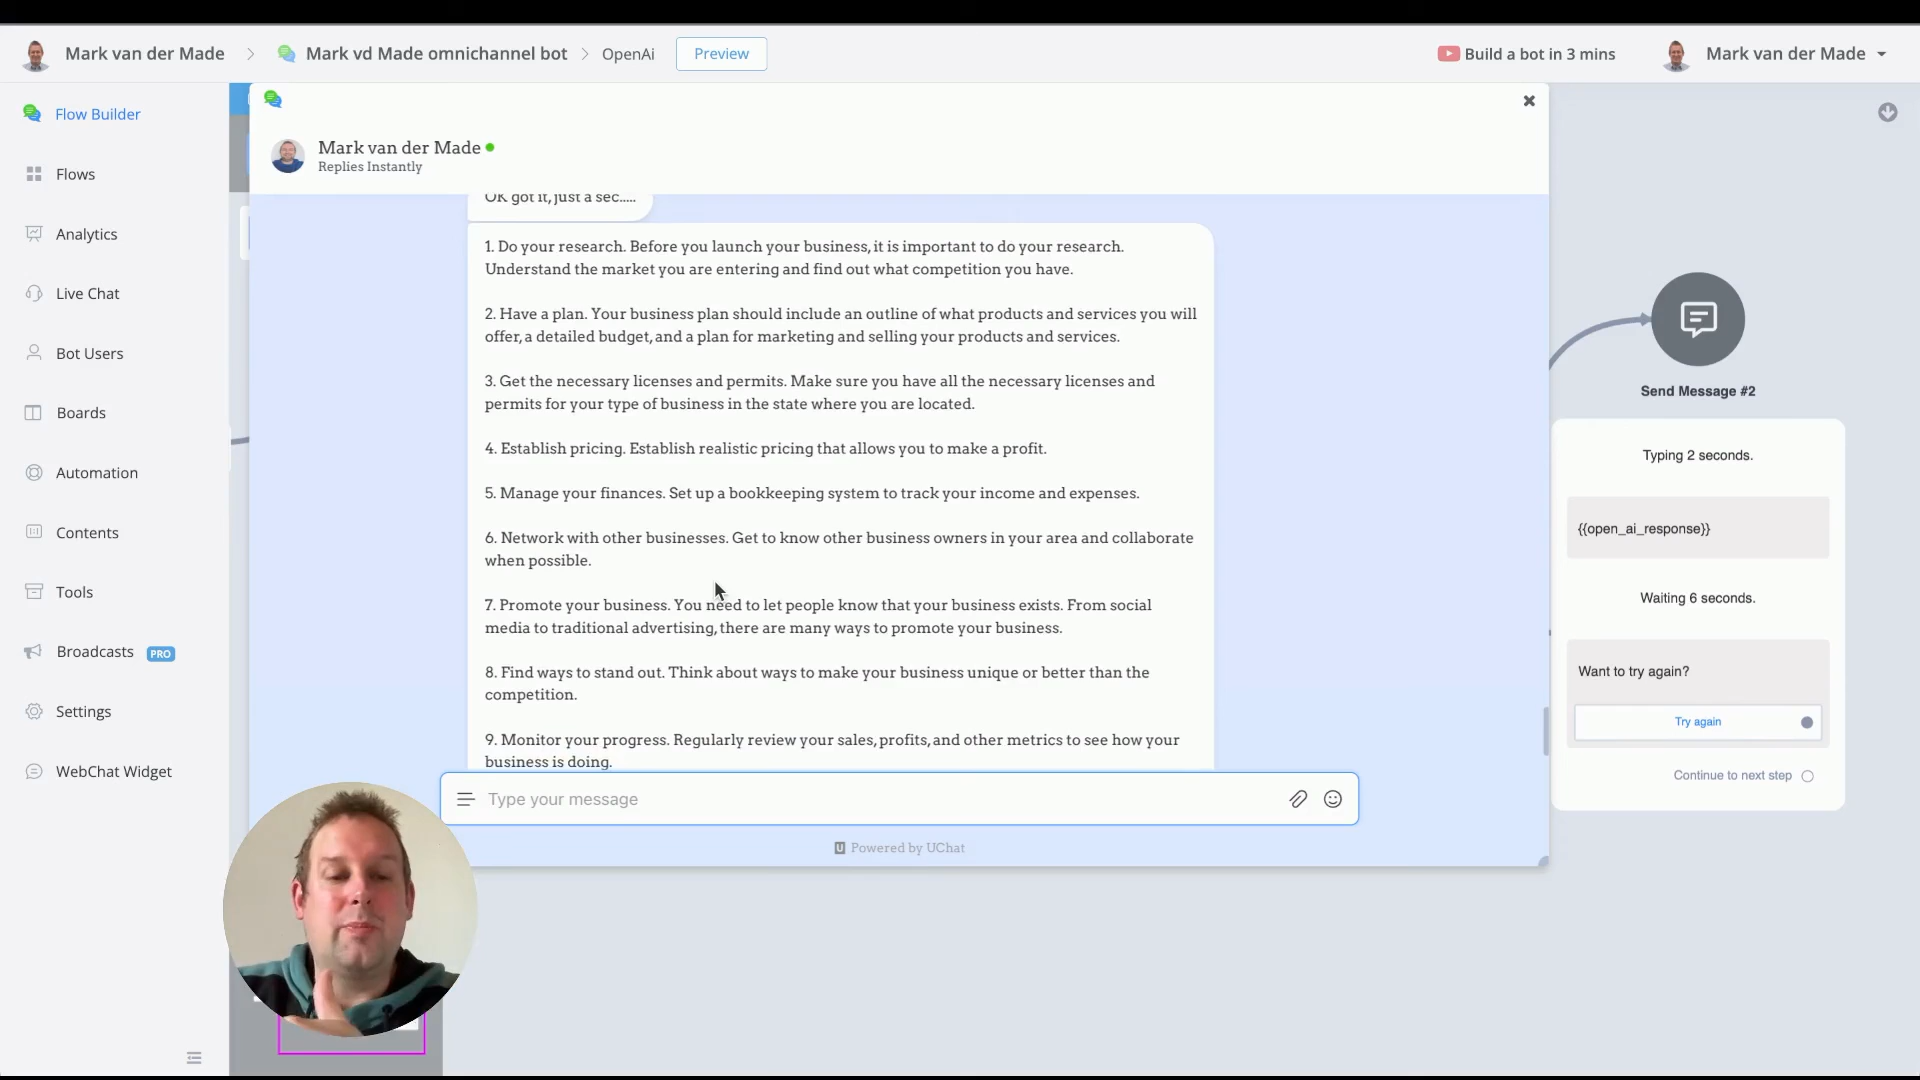 Mark van der Made
Mark vd Made omnichannel bot
OpenAi
Preview
Build a bot in 3 mins
Mark van der Made
Flow Builder
Flows
Analytics
Live Chat
Bot Users
Boards
Automation
Contents
Tools
Broadcasts PRO
Settings
WebChat Widget
Mark van der Made
Replies Instantly
OK got it, just a sec.....
1. Do your research. Before you launch your business, it is important to do your research.
Understand the market you are entering and find out what competition you have.
2. Have a plan. Your business plan should include an outline of what products and services you will
offer, a detailed budget, and a plan for marketing and selling your products and services.
3. Get the necessary licenses and permits. Make sure you have all the necessary licenses and
permits for your type of business in the state where you are located.
4. Establish pricing. Establish realistic pricing that allows you to make a profit.
5. Manage your finances. Set up a bookkeeping system to track your income and expenses.
6. Network with other businesses. Get to know other business owners in your area and collaborate
when possible.
7. Promote your business. You need to let people know that your business exists. From social
media to traditional advertising, there are many ways to promote your business.
8. Find ways to stand out. Think about ways to make your business unique or better than the
competition.
9. Monitor your progress. Regularly review your sales, profits, and other metrics to see how your
business is doing.
Type your message
Powered by UChat
Send Message #2
Typing 2 seconds.
{{open_ai_response}}
Waiting 6 seconds.
Want to try again?
Try again
Continue to next step